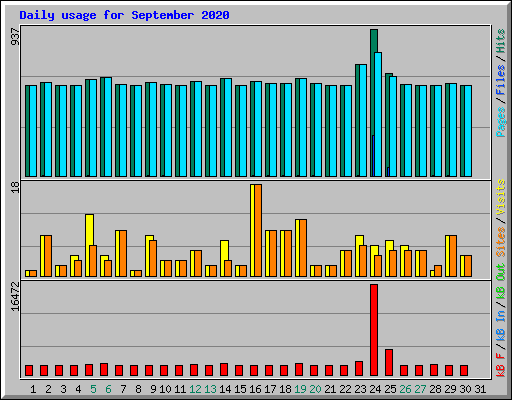 Daily usage for September 2020
937
Pages / Files / Hits
18
Sites / Visits
16472
kB F / kB In / kB Out
1 2 3 4 5 6 7 8 9 10 11 12 13 14 15 16 17 18 19 20 21 22 23 24 25 26 27 28 29 30 31